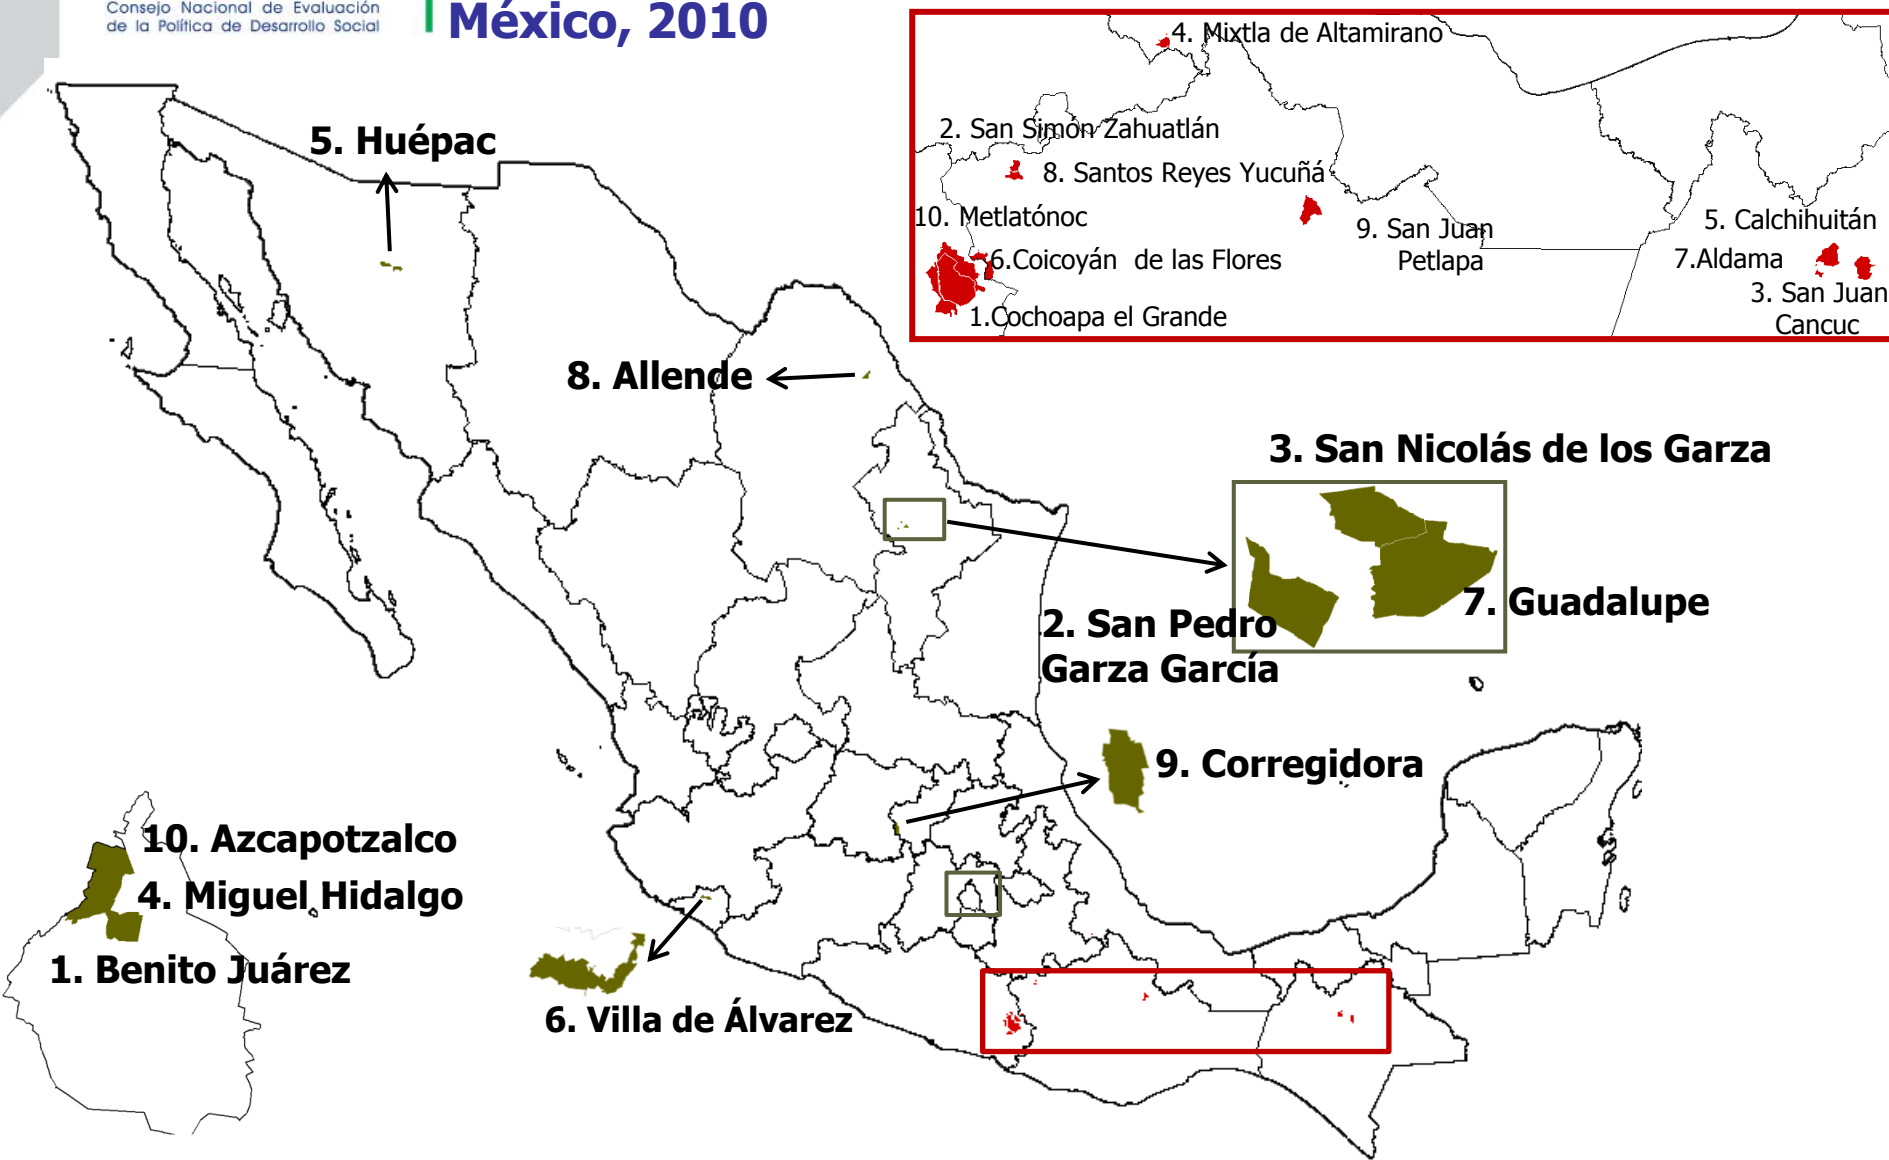 Consejo Nacional de Evaluación
de la Política de Desarrollo Social
México, 2010
4. Mixtla de Altamirano
2. San Simón Zahuatlán
8. Santos Reyes Yucuñá
10. Metlatónoc
9. San Juan
Petlapa
5. Calchihuitán
6.Coicoyán de las Flores
7.Aldama
3. San Juan
Cancuc
1.Cochoapa el Grande
5. Huépac
8. Allende
3. San Nicolás de los Garza
7. Guadalupe
2. San Pedro
Garza García
9. Corregidora
10. Azcapotzalco
4. Miguel Hidalgo
1. Benito Juárez
6. Villa de Álvarez